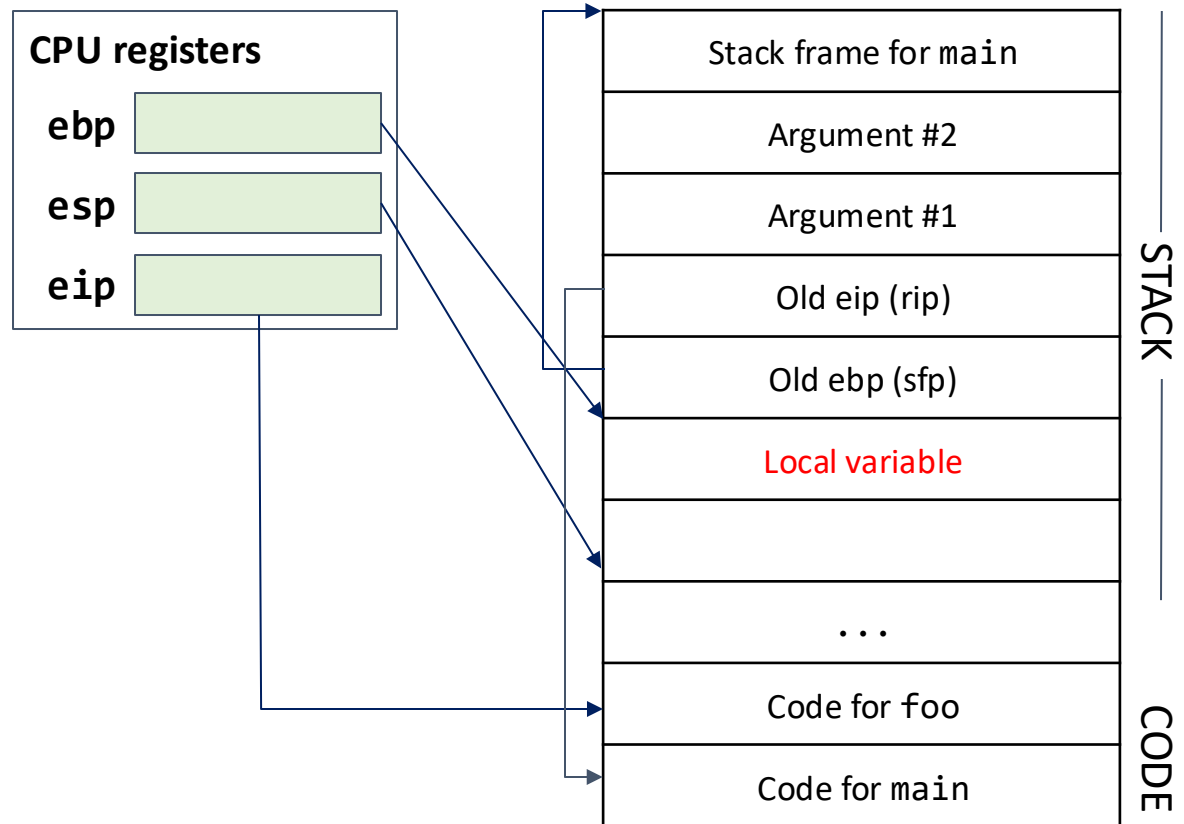 CPU registers
ebp
esp
eip
Stack frame for main
Argument #2
Argument #1
Old eip (rip)
Old ebp (sfp)
Local variable
...
Code for foo
Code for main
STACK
CODE